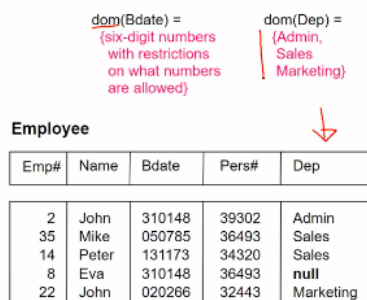 dom(Bdate) =
{six-digit numbers
with restrictions
on what numbers
are allowed}
dom(Dep) =
{Admin,
Sales
Marketing}
Employee
Emp# Name Bdate Pers# Dep
2 John 310148 39302 Admin
35 Mike 050785 36493 Sales
14 Peter 131173 34320 Sales
8 Eva 310148 36493 null
22 John 020266 32443 Marketing